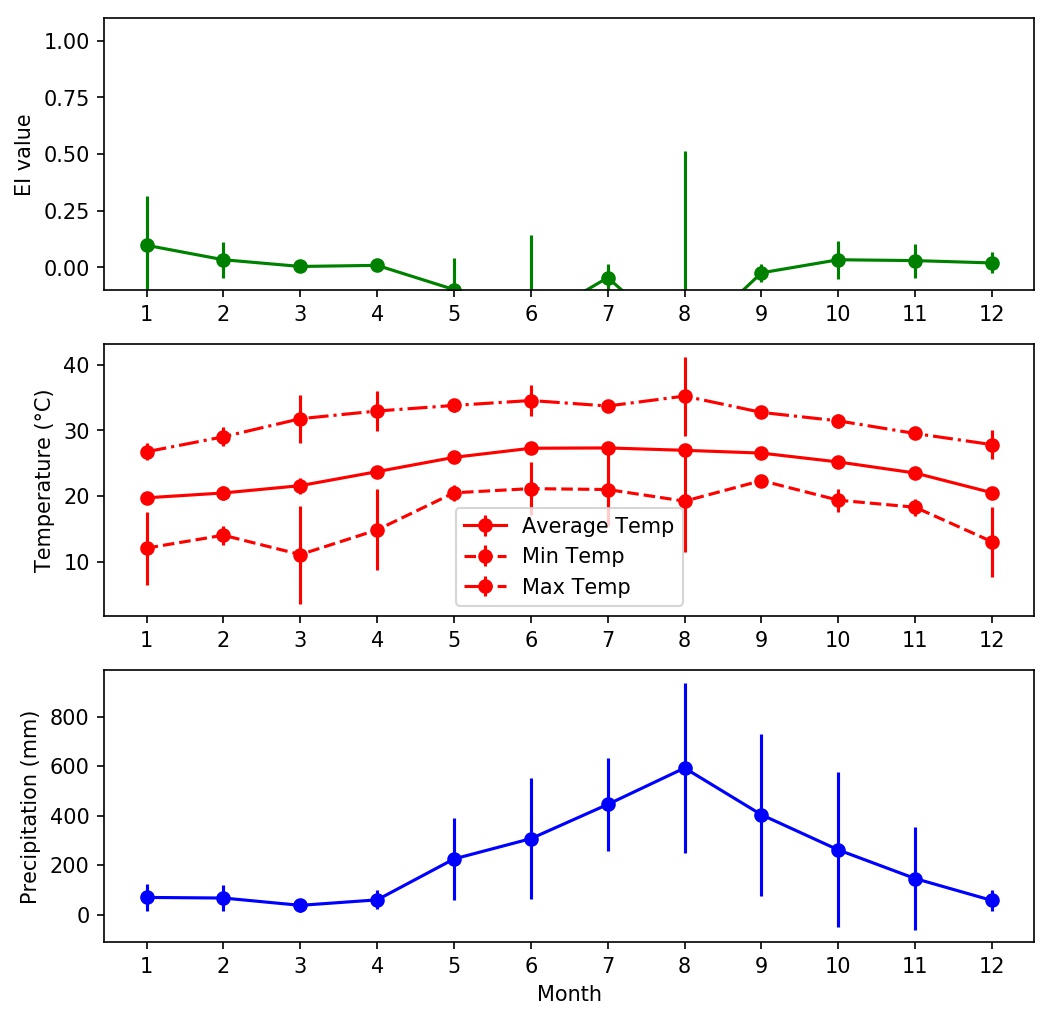 EI value
1.00
0.75
0.50
0.25
0.00
1 2 3 4 5 6 7 8 9 10 11 12
Temperature (°C)
40
30
20
10
Average Temp
Min Temp
Max Temp
1 2 3 4 5 6 7 8 9 10 11 12
Precipitation (mm)
800
600
400
200
0
1 2 3 4 5 6 7 8 9 10 11 12
Month